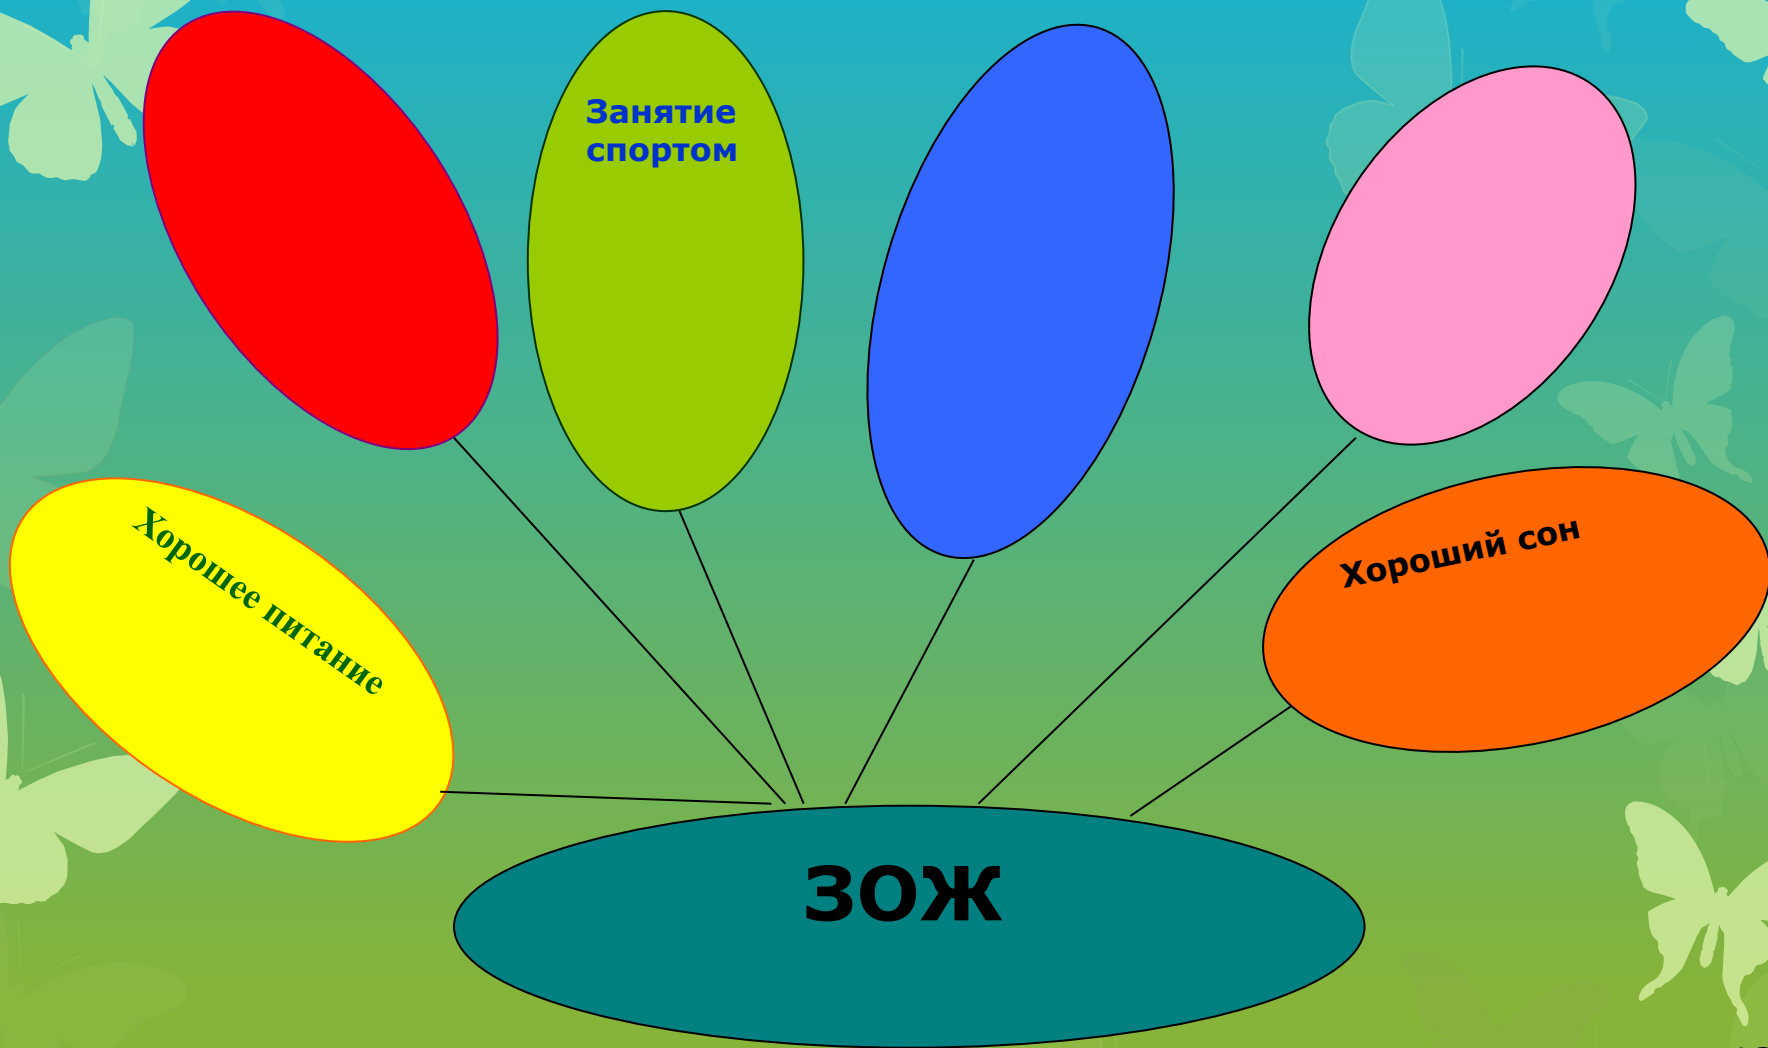 Занятие
спортом
Хорошее питание
Хороший сон
ЗОЖ